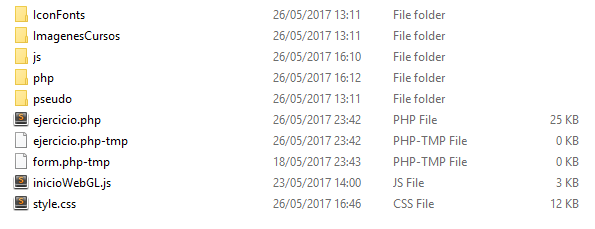 IconFonts 26/05/2017 13:11 File folder
ImagenesCursos 26/05/2017 13:11 File folder
js 26/05/2017 16:10 File folder
php 26/05/2017 16:12 File folder
pseudo 26/05/2017 13:11 File folder
ejercicio.php 26/05/2017 23:42 PHP File 25 KB
ejercicio.php-tmp 26/05/2017 23:42 PHP-TMP File 0 KB
form.php-tmp 18/05/2017 23:43 PHP-TMP File 0 KB
inicioWebGL.js 23/05/2017 14:00 JS File 3 KB
style.css 26/05/2017 16:46 CSS File 12 KB